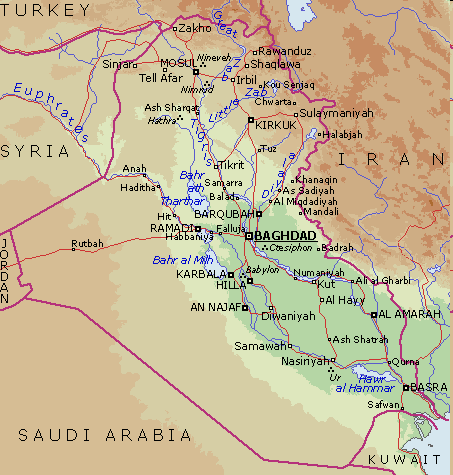 TURKEY
Zakho
Great Zab
Rawanduz
Nineveh
Shaqlawa
Sinjar
MOSUL
Tell Afar
Irbil
Nimrud
Kou Senjaq
Little Zab
Chwarta
Euphrates
Ash Sharqat
Hathra
Sulaymaniyah
KIRKUK
Tigris
Halabjah
SYRIA
Tuz
IRAN
Anah
Tikrit
Diyala
Bahr
ath
Tharthar
Khanaqin
Haditha
Samarra
As Sadiyah
Balad
Al Miqdadiyah
Hit
BARQUBAH
Mandali
RAMADI
Falluja
Habbaniya
BAGHDAD
JORDAN
Rutbah
Ctesiphon
Badrah
Bahr al Milh
Babylon
KARBALA
Numaniyah
Ali al Gharbi
HILLA
Kut
Al Hayy
AN NAJAF
Diwaniyah
AL AMARAH
Ash Shatrah
Samawah
Nasiriyah
Qurna
Ur
Hawr
al Hammar
BASRA
Safwan
SAUDI ARABIA
KUWAIT